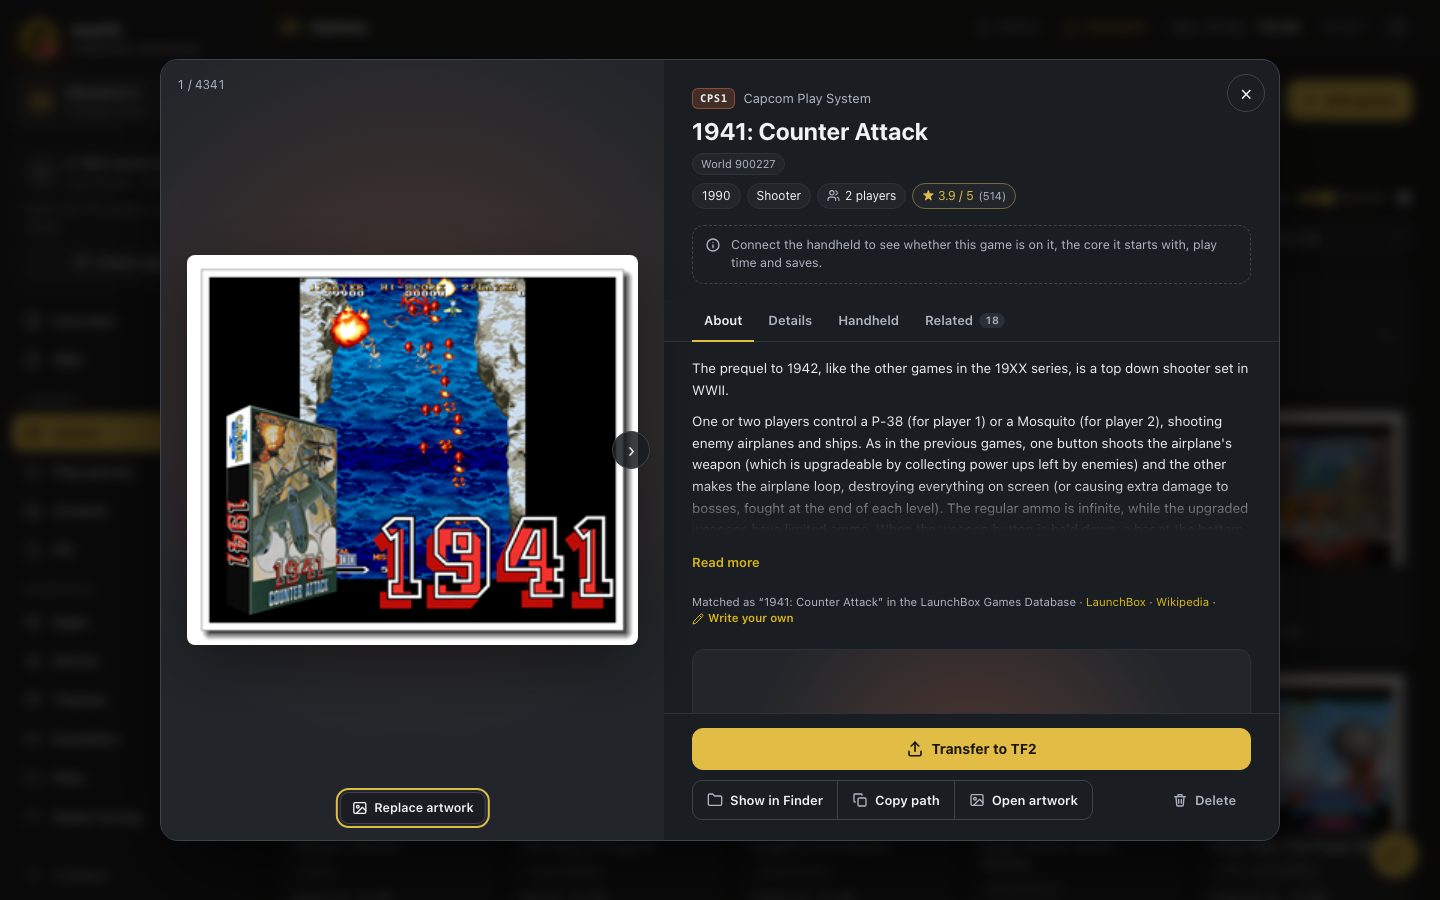 1 / 4341
CPS1 Capcom Play System
1941: Counter Attack
World 900227
1990 Shooter 2 players 3.9 / 5 (514)
Connect the handheld to see whether this game is on it, the core it starts with, play
time and saves.
About Details Handheld Related 18
The prequel to 1942, like the other games in the 19XX series, is a top down shooter set in
WWII.
One or two players control a P-38 (for player 1) or a Mosquito (for player 2), shooting
enemy airplanes and ships. As in the previous games, one button shoots the airplane's
weapon (which is upgradeable by collecting power ups left by enemies) and the other
makes the airplane loop, destroying everything on screen (or causing extra damage to
bosses, fought at the end of each level). The regular ammo is infinite, while the upgraded
Read more
Matched as “1941: Counter Attack” in the LaunchBox Games Database · LaunchBox · Wikipedia ·
Write your own
Transfer to TF2
Show in Finder Copy path Open artwork Delete
1PLAYER HI-SCORE 2PLAYER
1941
1941
1941
COUNTER ATTACK
Replace artwork